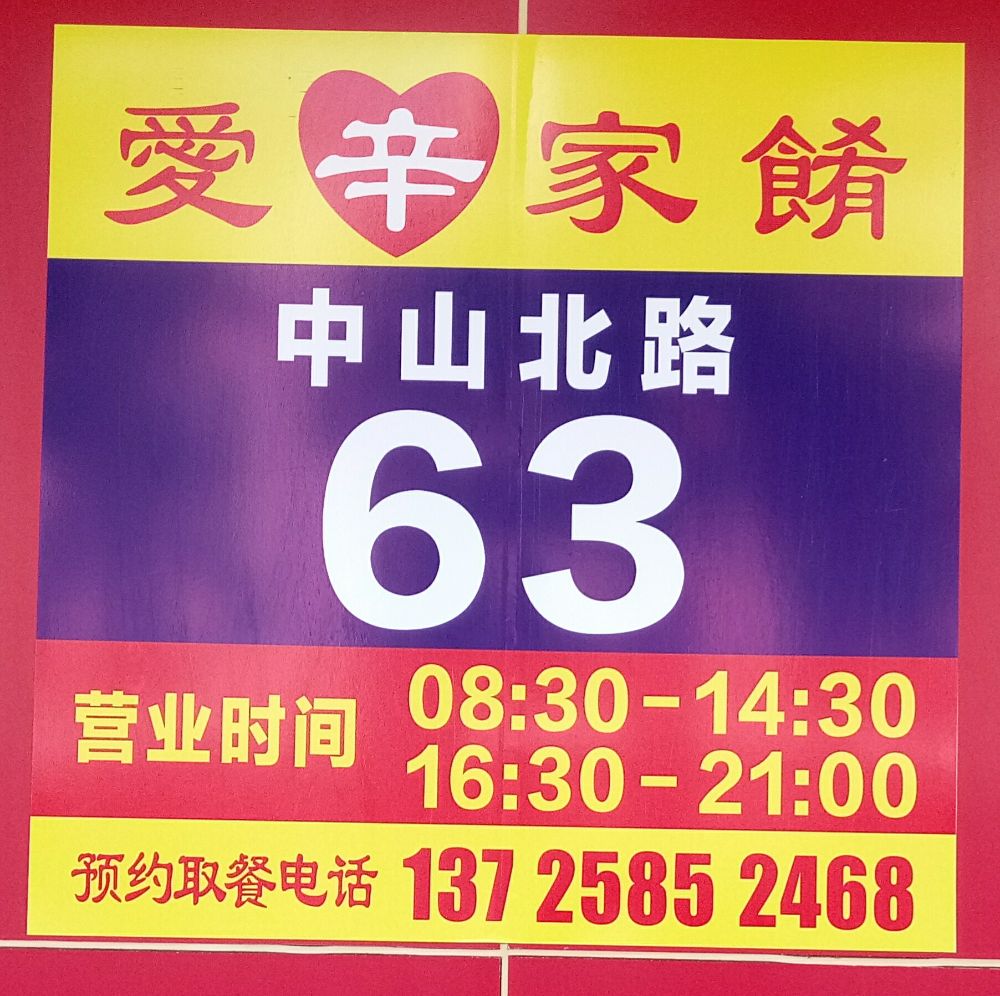 愛辛家餚
中山北路
63
营业时间
08:30-14:30
16:30-21:00
预约取餐电话 137 2585 2468